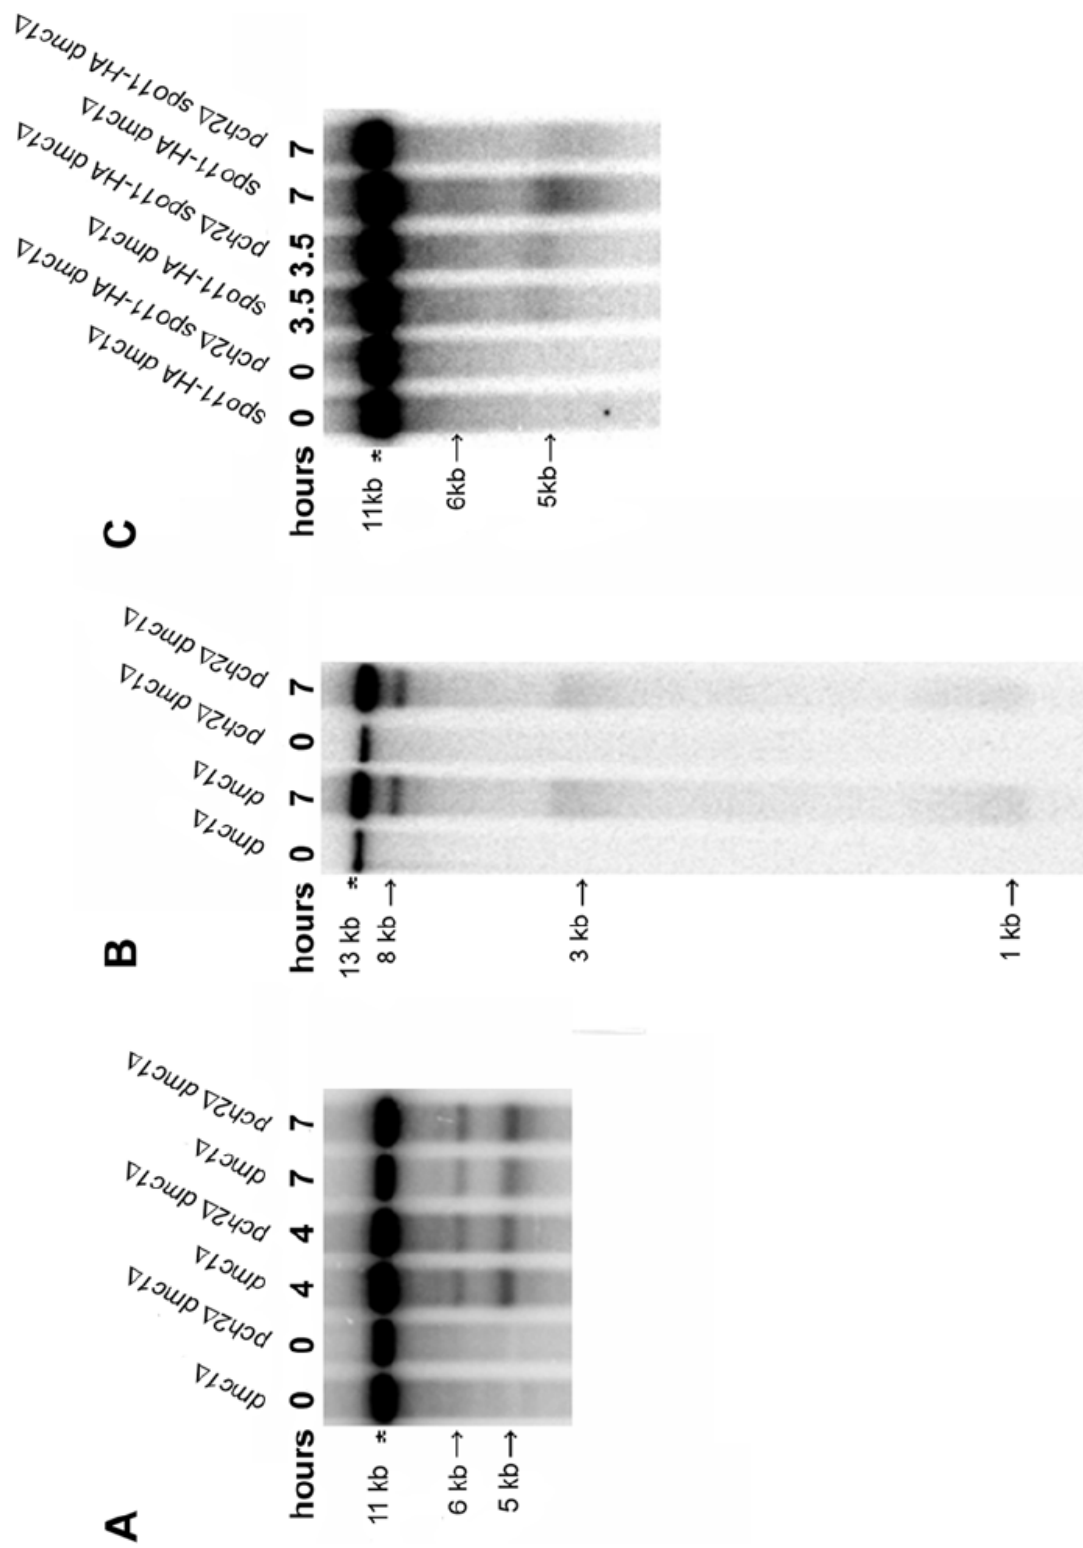 A
dmc1Δ
pch2Δ dmc1Δ
dmc1Δ
pch2Δ dmc1Δ
dmc1Δ
pch2Δ dmc1Δ
hours 0 0 4 4 7 7
11 kb *
6 kb →
5 kb →
B
dmc1Δ
dmc1Δ
pch2Δ dmc1Δ
pch2Δ dmc1Δ
hours 0 7 0 7
13 kb *
8 kb →
3 kb →
1 kb →
C
spo11-HA dmc1Δ
pch2Δ spo11-HA dmc1Δ
spo11-HA dmc1Δ
pch2Δ spo11-HA dmc1Δ
spo11-HA dmc1Δ
pch2Δ spo11-HA dmc1Δ
hours 0 0 3.5 3.5 7 7
11kb *
6kb →
5kb →